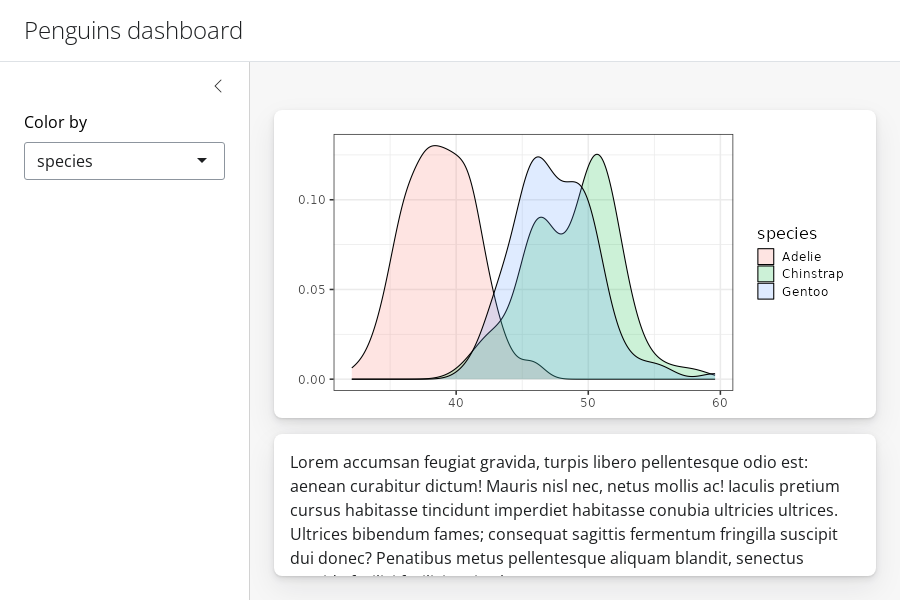 Penguins dashboard
Color by
species
0.10
0.05
0.00
40 50 60
species
Adelie
Chinstrap
Gentoo
Lorem accumsan feugiat gravida, turpis libero pellentesque odio est:
aenean curabitur dictum! Mauris nisl nec, netus mollis ac! Iaculis pretium
cursus habitasse tincidunt imperdiet habitasse conubia ultricies ultrices.
Ultrices bibendum fames; consequat sagittis fermentum fringilla suscipit
dui donec? Penatibus metus pellentesque aliquam blandit, senectus